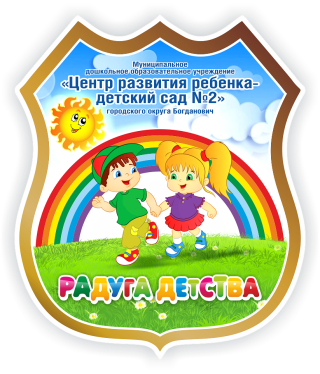 Муниципальное
дошкольное образовательное учреждение
«Центр развития ребенка-
детский сад №2»
городского округа Богданович
РАДУГА ДЕТСТВА